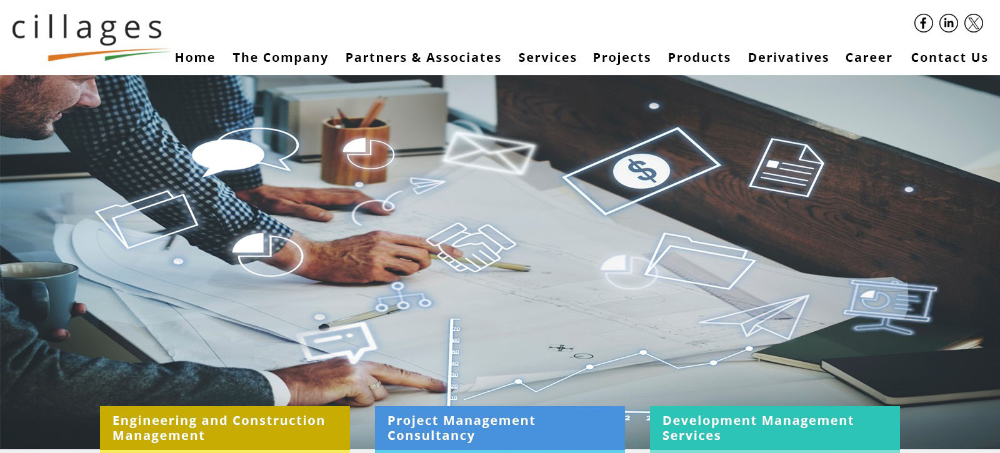 cillages
Home The Company Partners & Associates Services Projects Products Derivatives Career Contact Us
$
Engineering and Construction
Management
Project Management
Consultancy
Development Management
Services